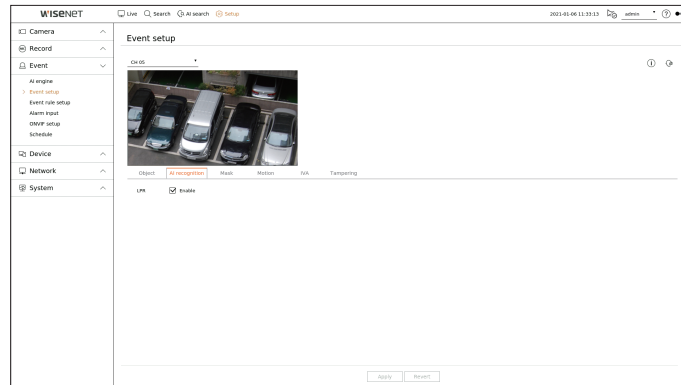 WISENET
Live Search AI search Setup
2021-01-06 11:33:13 admin
Camera
Record
Event
AI engine
Event setup
Event rule setup
Alarm input
ONVIF setup
Schedule
Device
Network
System
Event setup
CH 05
Object AI recognition Mask Motion IVA Tampering
LPR Enable
Apply Revert